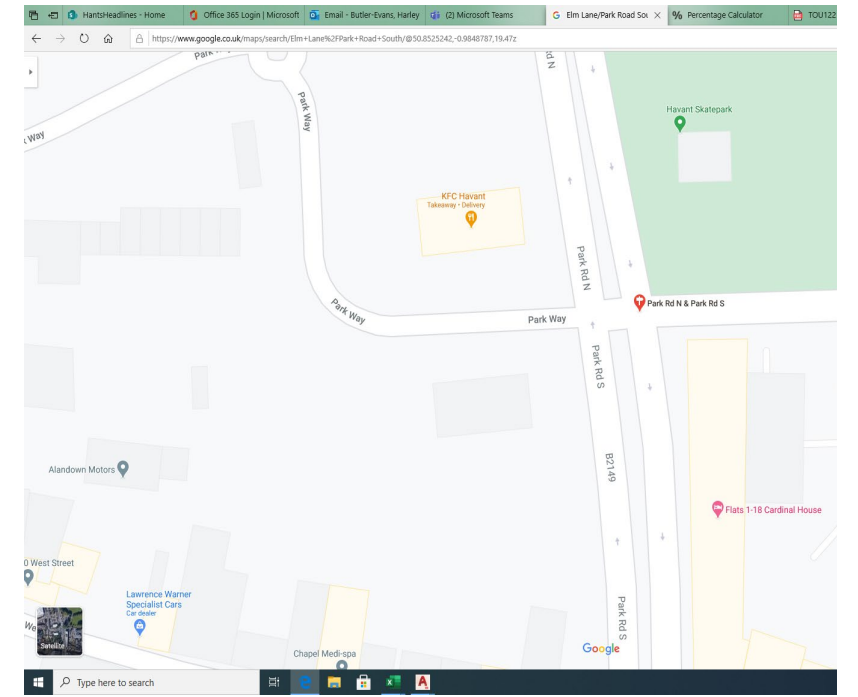 HantsHeadlines - Home
Office 365 Login | Microsoft
Email - Butler-Evans, Harley
(2) Microsoft Teams
Elm Lane/Park Road Sou
Percentage Calculator
TOU122
https://www.google.co.uk/maps/search/Elm+Lane%2FPark+Road+South/@50.8525242,-0.9848787,19.47z
Park
Way
Park Way
rd N
Havant Skatepark
KFC Havant
Takeaway • Delivery
Park Rd N
Park Rd N & Park Rd S
Park Way
Park Way
Park Rd S
B2149
Alandown Motors
Flats 1-18 Cardinal House
0 West Street
Lawrence Warner
Specialist Cars
Car dealer
We
Satellite
Park Rd S
Google
Chapel Medi-spa
Type here to search